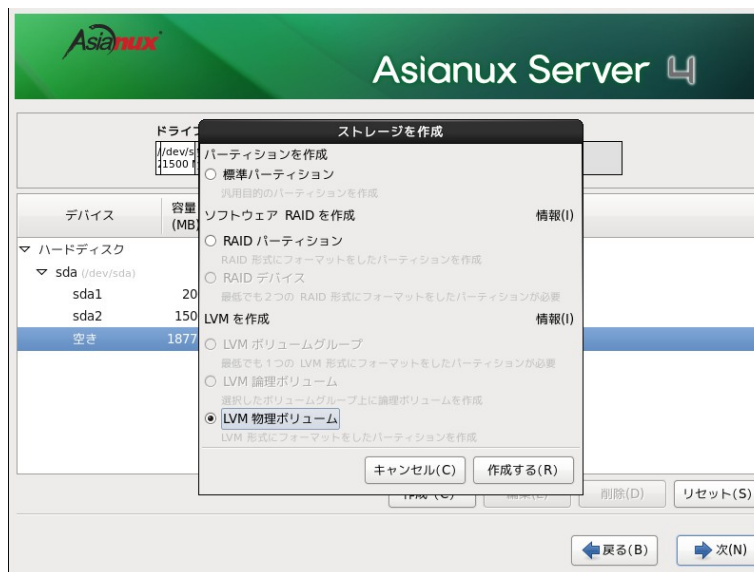 Asianux
Asianux Server 4
ストレージを作成
パーティションを作成
標準パーティション
汎用目的のパーティションを作成
ソフトウェア RAID を作成 情報(I)
RAID パーティション
RAID 形式にフォーマットをしたパーティションを作成
RAID デバイス
最低でも2つの RAID 形式にフォーマットをしたパーティションが必要
LVM を作成 情報(I)
LVM ボリュームグループ
最低でも1つの LVM 形式にフォーマットをしたパーティションが必要
LVM 論理ボリューム
選択したボリュームグループ上に論理ボリュームを作成
LVM 物理ボリューム
LVM 形式にフォーマットをしたパーティションを作成
キャンセル(C) 作成する(R)
デバイス 容量
(MB)
ハードディスク
sda (/dev/sda)
sda1
sda2
空き
削除(D) リセット(S)
戻る(B) 次(N)